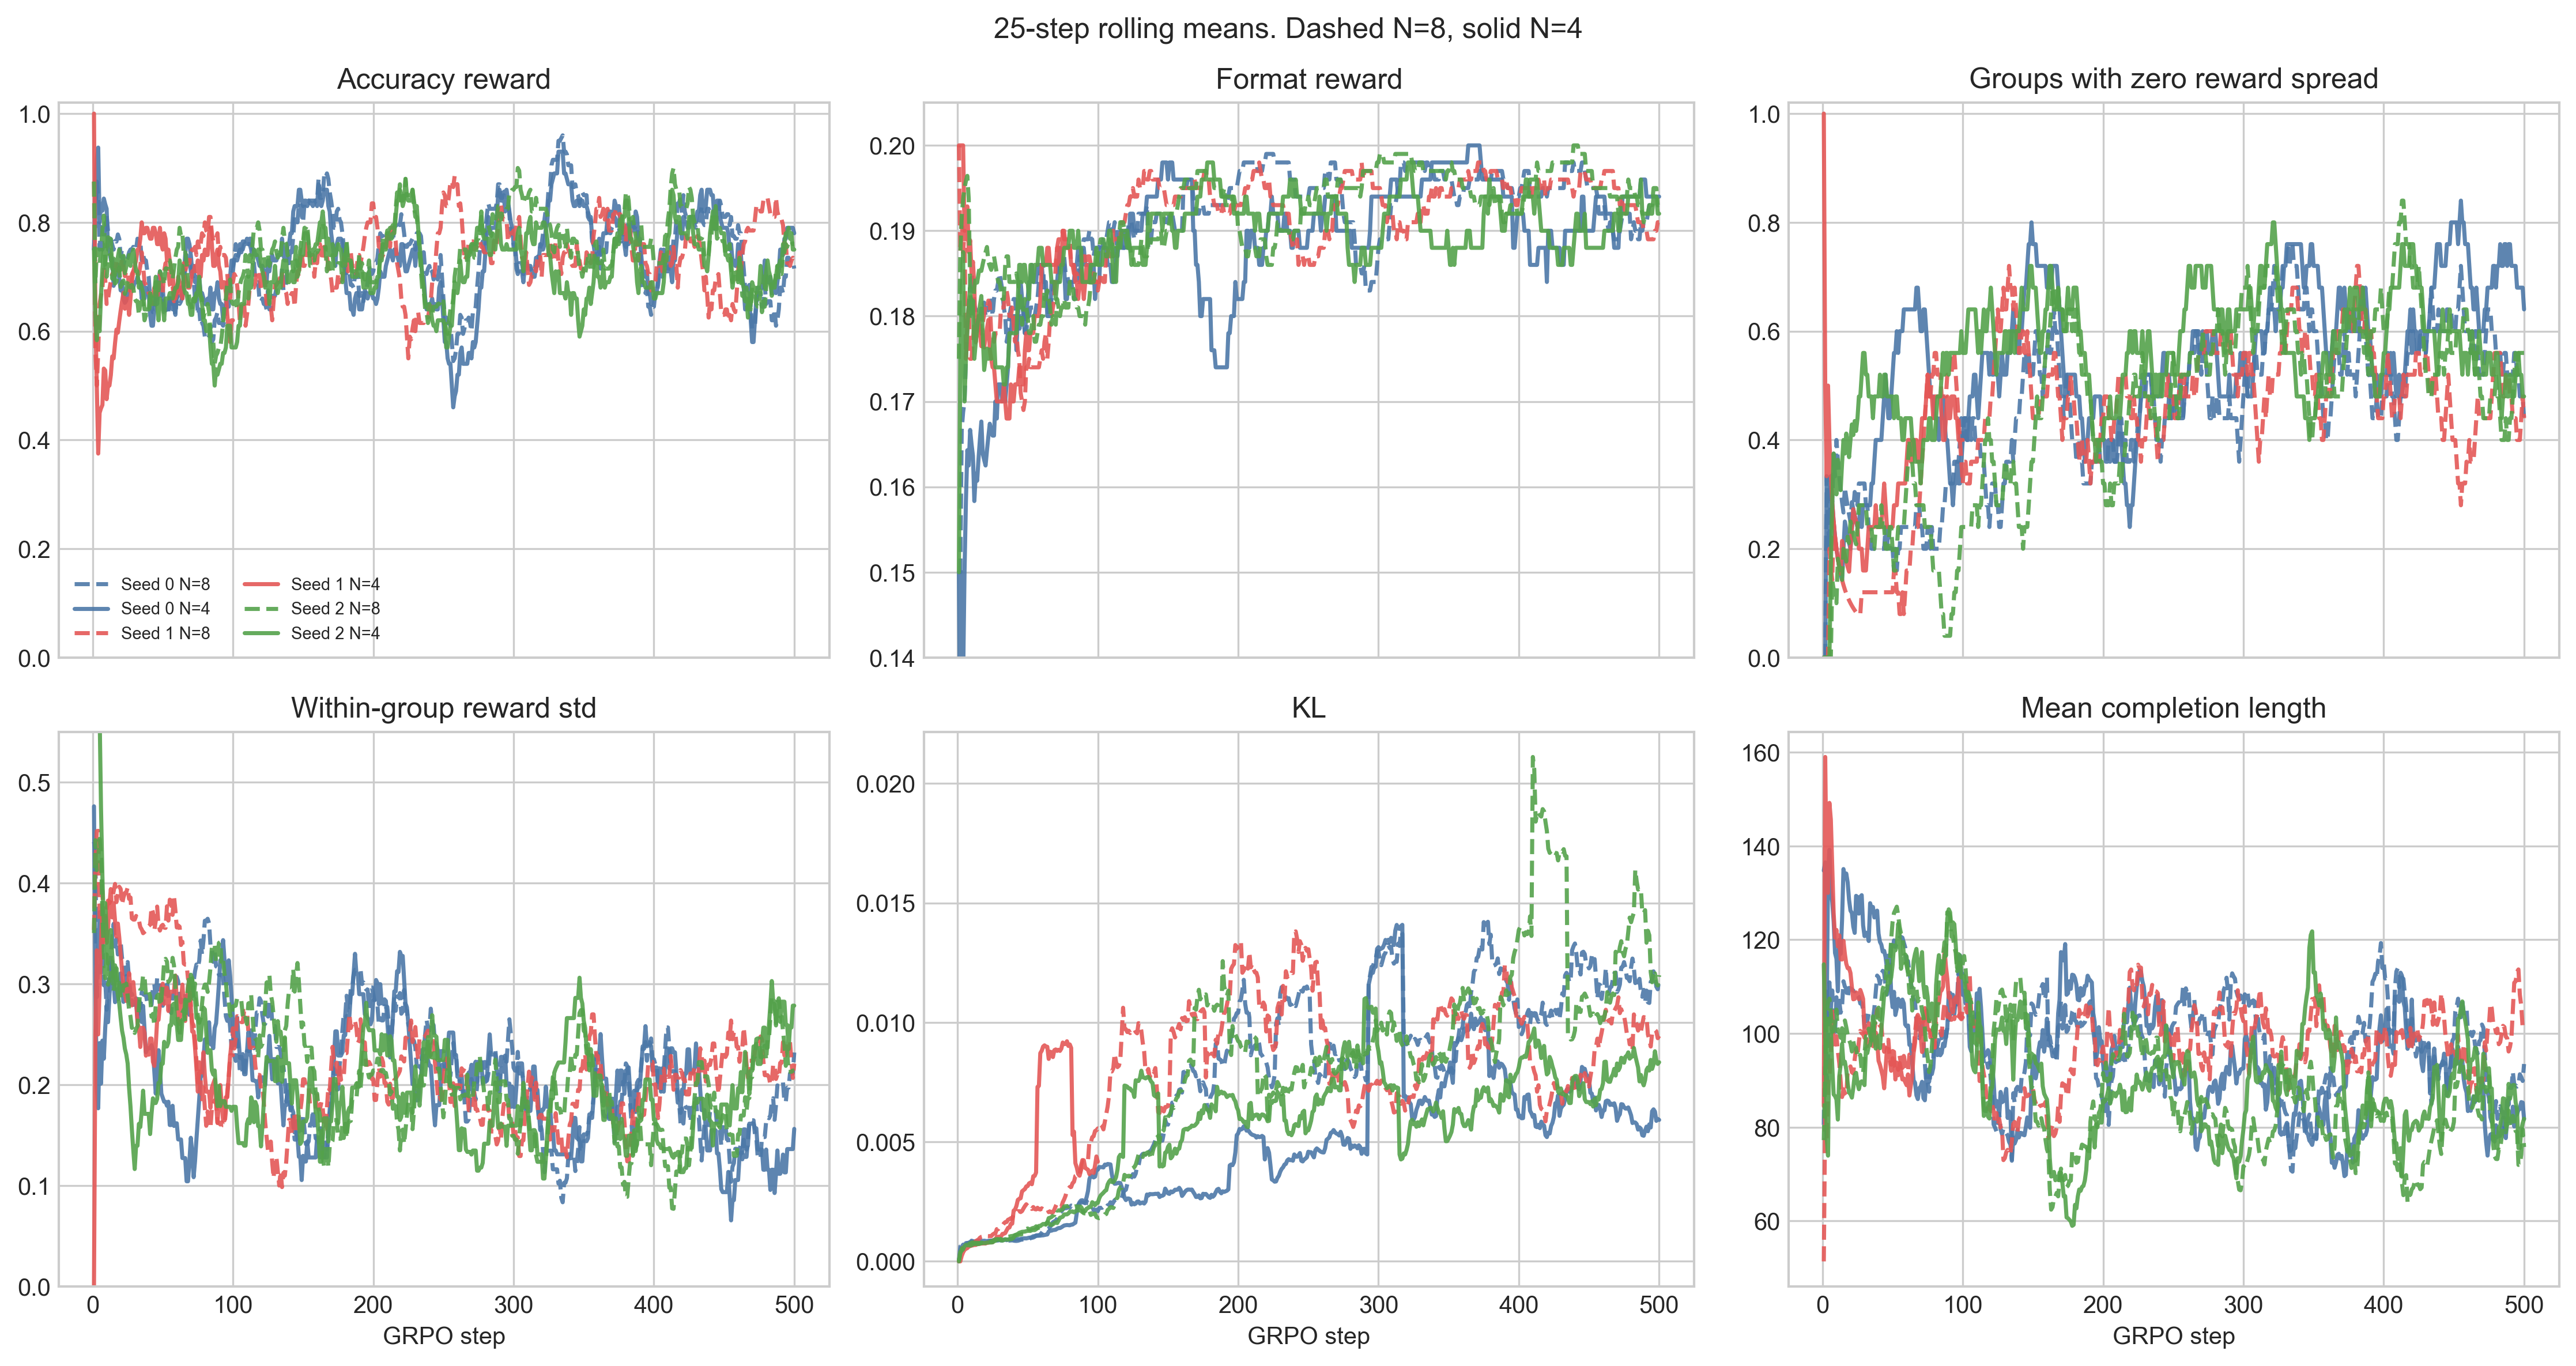 25-step rolling means. Dashed N=8, solid N=4
Accuracy reward
1.0
0.8
0.6
0.4
0.2
0.0
Seed 0 N=8
Seed 0 N=4
Seed 1 N=8
Seed 1 N=4
Seed 2 N=8
Seed 2 N=4
Format reward
0.20
0.19
0.18
0.17
0.16
0.15
0.14
Groups with zero reward spread
1.0
0.8
0.6
0.4
0.2
0.0
Within-group reward std
0.5
0.4
0.3
0.2
0.1
0.0
0 100 200 300 400 500
GRPO step
KL
0.020
0.015
0.010
0.005
0.000
0 100 200 300 400 500
GRPO step
Mean completion length
160
140
120
100
80
60
0 100 200 300 400 500
GRPO step